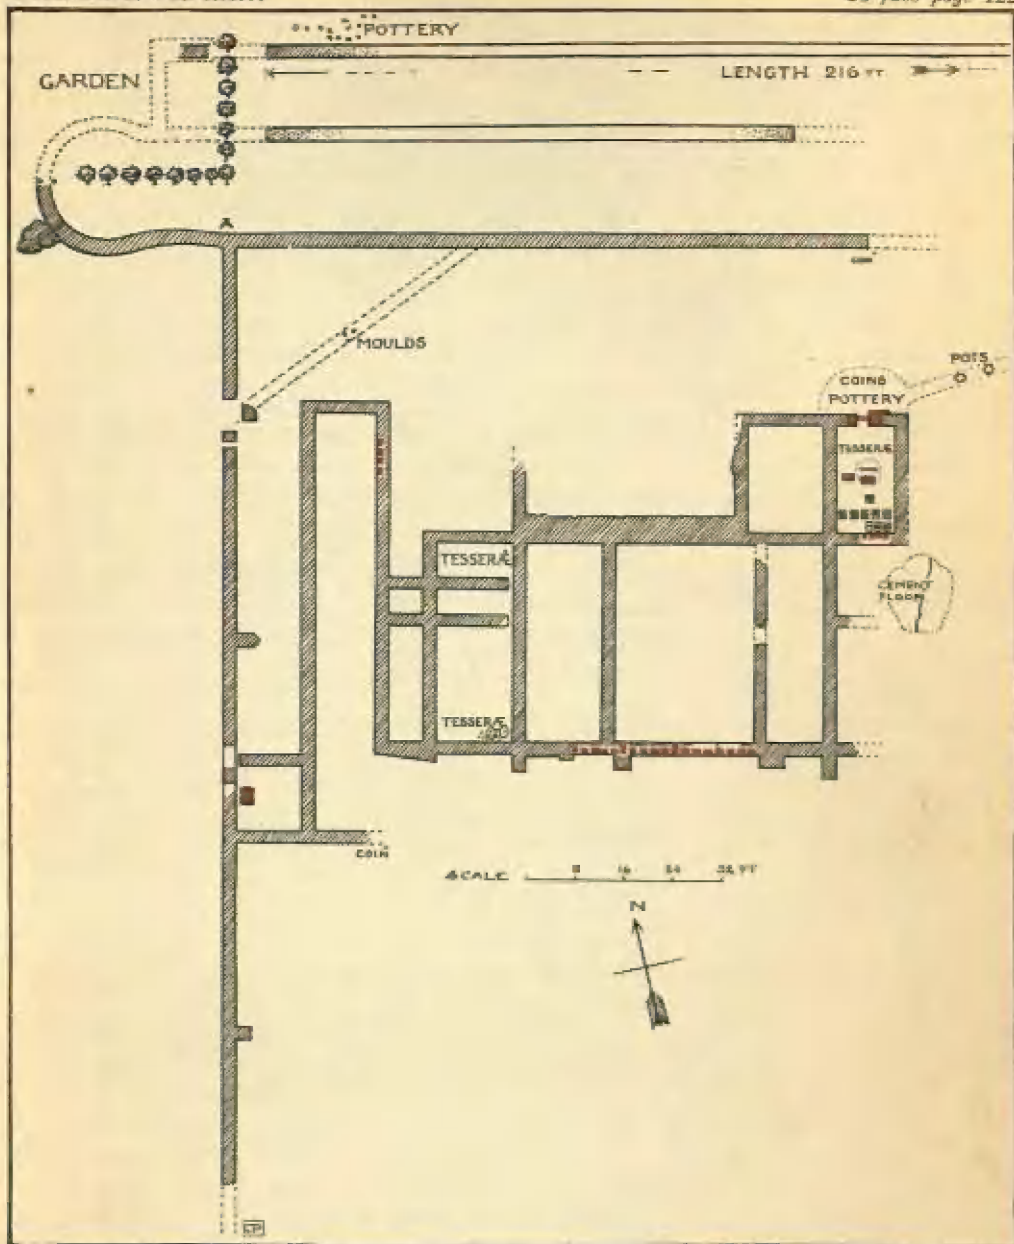 POTTERY
GARDEN
LENGTH 216 FT
A
MOULDS
POTS
COINS
POTTERY
TESSERÆ
TESSERÆ
CEMENT
FLOOR
TESSERÆ
COIN
SCALE 8 16 24 32 FT
N